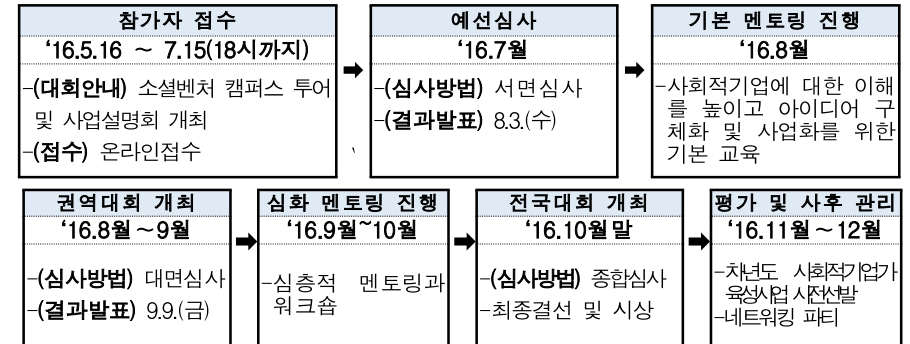 참가자 접수
‘16.5.16 ~ 7.15(18시까지)
-(대회안내) 소셜벤처 캠퍼스 투어
및 사업설명회 개최
-(접수) 온라인접수
예선심사
‘16.7월
-(심사방법) 서면심사
-(결과발표) 8.3.(수)
기본 멘토링 진행
‘16.8월
-사회적기업에 대한 이해
를 높이고 아이디어 구
체화 및 사업화를 위한
기본 교육
권역대회 개최
‘16.8월~9월
-(심사방법) 대면심사
-(결과발표) 9.9.(금)
심화 멘토링 진행
‘16.9월~10월
-심층적 멘토링과
워크숍
전국대회 개최
‘16.10월말
-(심사방법) 종합심사
-최종결선 및 시상
평가 및 사후 관리
‘16.11월~12월
-차년도 사회적기업가
육성사업 사전선발
-네트워킹 파티